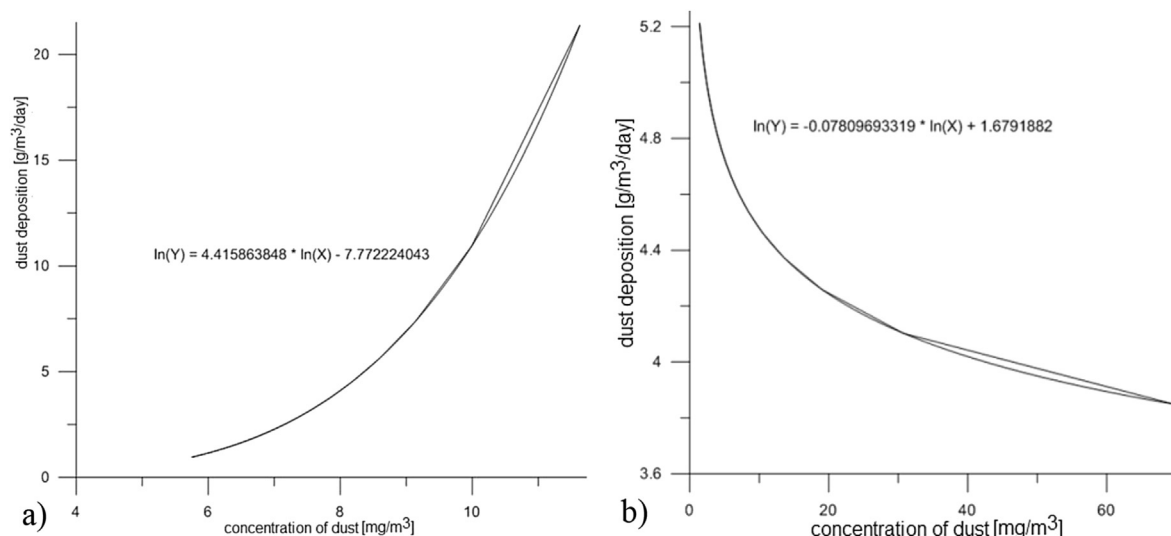 20
15
10
5
0
dust deposition [g/m³/day]
ln(Y) = 4.415863848 * ln(X) - 7.772224043
4 6 8 10
concentration of dust [mg/m³]
a)
5.2
4.8
4.4
4
3.6
dust deposition [g/m³/day]
ln(Y) = -0.07809693319 * ln(X) + 1.6791882
0 20 40 60
concentration of dust [mg/m³]
b)